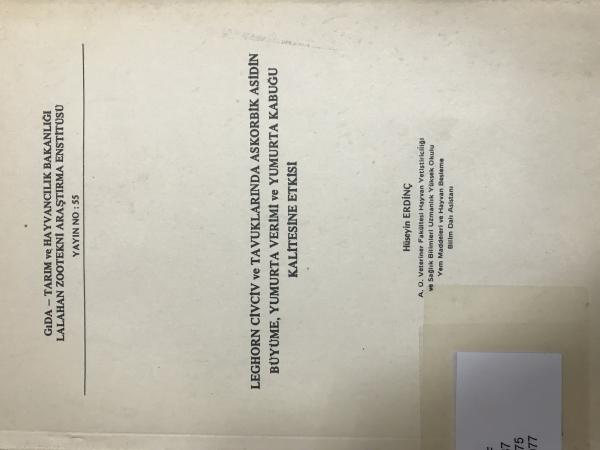 GıDA – TARIM ve HAYVANCILIK BAKANLIĞI
LALAHAN ZOOTEKNİ ARAŞTIRMA ENSTİTÜSÜ
YAYIN NO : 55
LEGHORN CİVCİV ve TAVUKLARINDA ASKORBİK ASİDİN
BÜYÜME, YUMURTA VERİMİ ve YUMURTA KABUĞU
KALİTESİNE ETKİSİ
Hüseyin ERDİNÇ
A. Ü. Veteriner Fakültesi Hayvan Yetiştiriciliği
ve Sağlık Bilimleri Uzmanlık Yüksek Okulu
Yem Maddeleri ve Hayvan Besleme
Bilim Dalı Asistanı